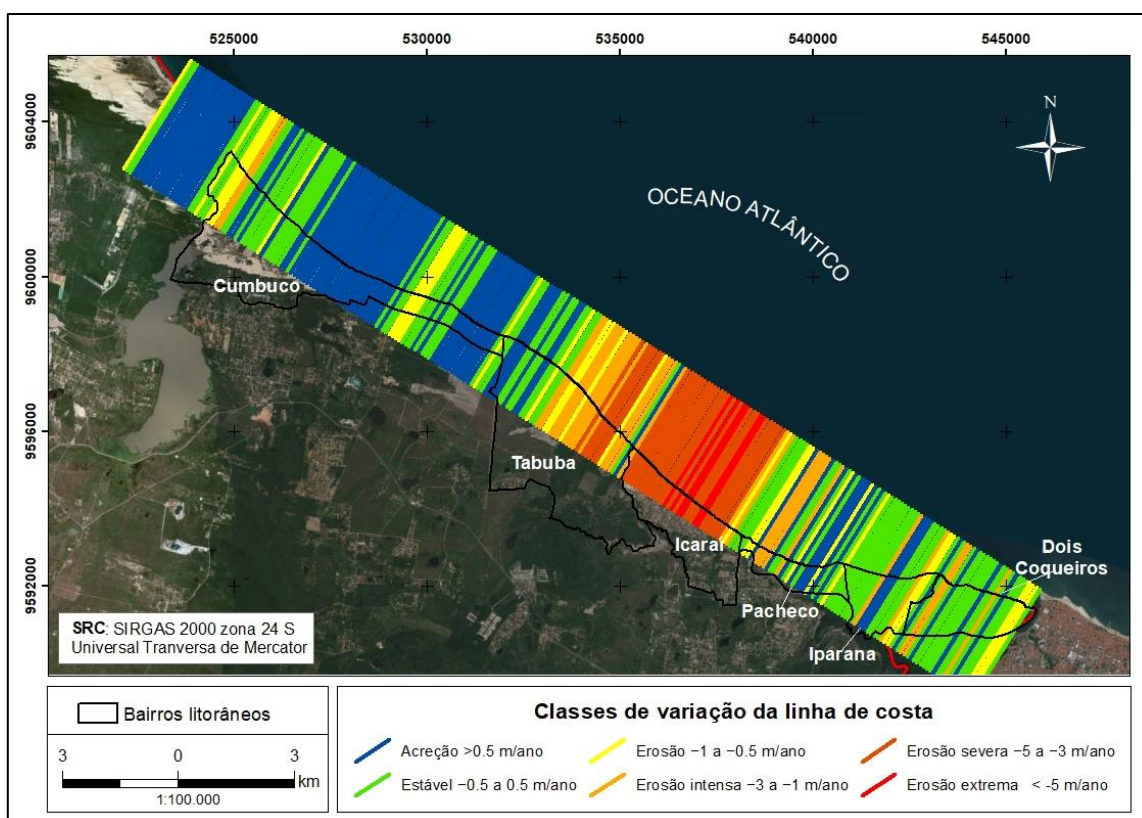 525000 530000 535000 540000 545000
9604000
9600000
9596000
9592000
N
OCEANO ATLÂNTICO
Cumbuco
Tabuba
Icaraí
Pacheco
Iparana
Dois
Coqueiros
SRC: SIRGAS 2000 zona 24 S
Universal Tranversa de Mercator
Bairros litorâneos
3 0 3
km
1:100.000
Classes de variação da linha de costa
Acreção >0.5 m/ano
Erosão −1 a −0.5 m/ano
Erosão severa −5 a −3 m/ano
Estável −0.5 a 0.5 m/ano
Erosão intensa −3 a −1 m/ano
Erosão extrema < -5 m/ano